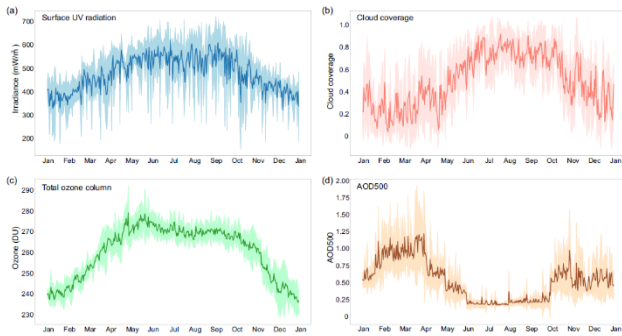 (a) Surface UV radiation
Irradiance (mW/m²)
700
600
500
400
300
200
Jan Feb Mar Apr May Jun Jul Aug Sep Oct Nov Dec Jan
(b) Cloud coverage
Cloud coverage
1.0
0.8
0.6
0.4
0.2
0
Jan Feb Mar Apr May Jun Jul Aug Sep Oct Nov Dec Jan
(c) Total ozone column
Ozone (DU)
290
280
270
260
250
240
230
Jan Feb Mar Apr May Jun Jul Aug Sep Oct Nov Dec Jan
(d) AOD500
AOD500
2.00
1.75
1.50
1.25
1.00
0.75
0.50
0.25
0
Jan Feb Mar Apr May Jun Jul Aug Sep Oct Nov Dec Jan